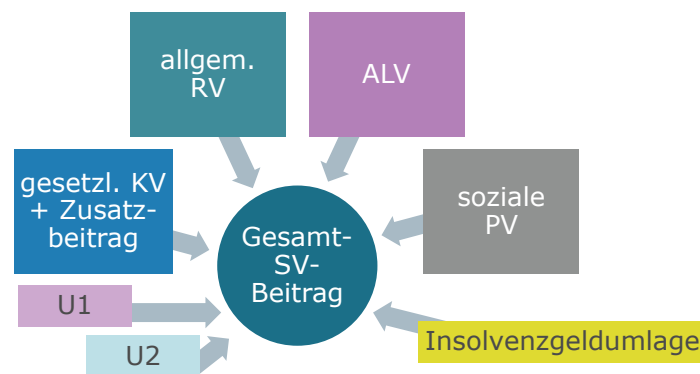 allgem.
RV
ALV
gesetzl. KV
+ Zusatz-
beitrag
soziale
PV
Gesamt-
SV-
Beitrag
U1
U2
Insolvenzgeldumlage